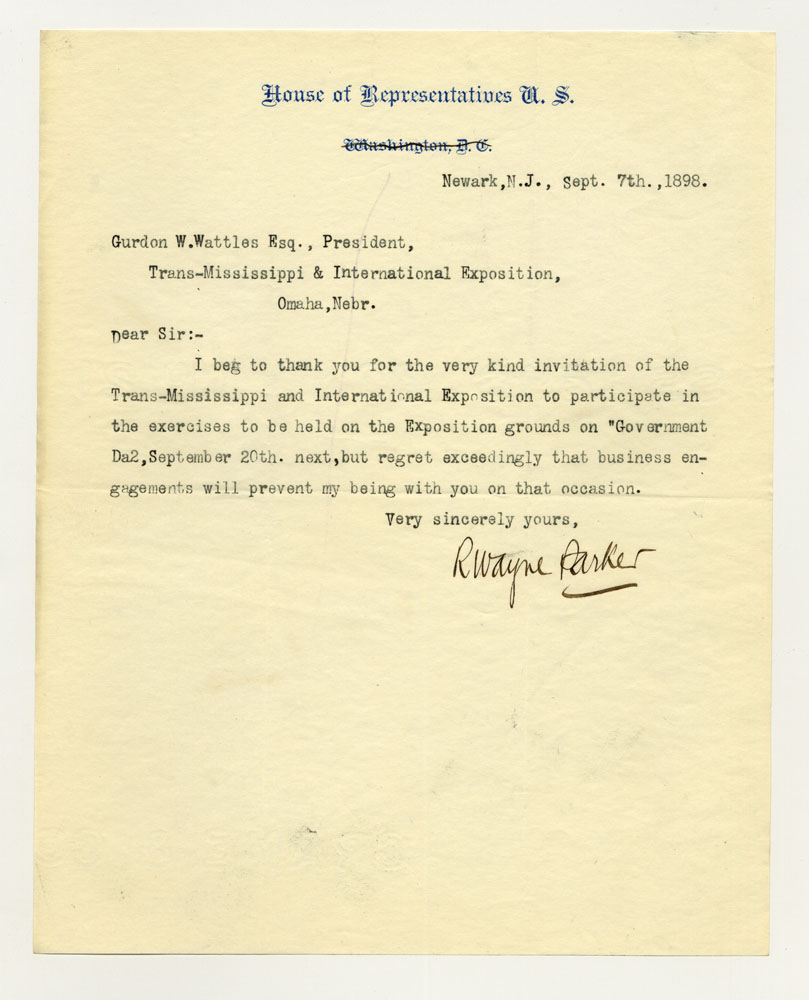 House of Representatives U. S.
Washington, D. C.
Newark,N.J., Sept. 7th.,1898.
Gurdon W.Wattles Esq., President,
Trans-Mississippi & International Exposition,
Omaha,Nebr.
Dear Sir:-
I beg to thank you for the very kind invitation of the
Trans-Mississippi and International Exposition to participate in
the exercises to be held on the Exposition grounds on "Government
Da2,September 20th. next,but regret exceedingly that business en-
gagements will prevent my being with you on that occasion.
Very sincerely yours,
R Wayne Parker